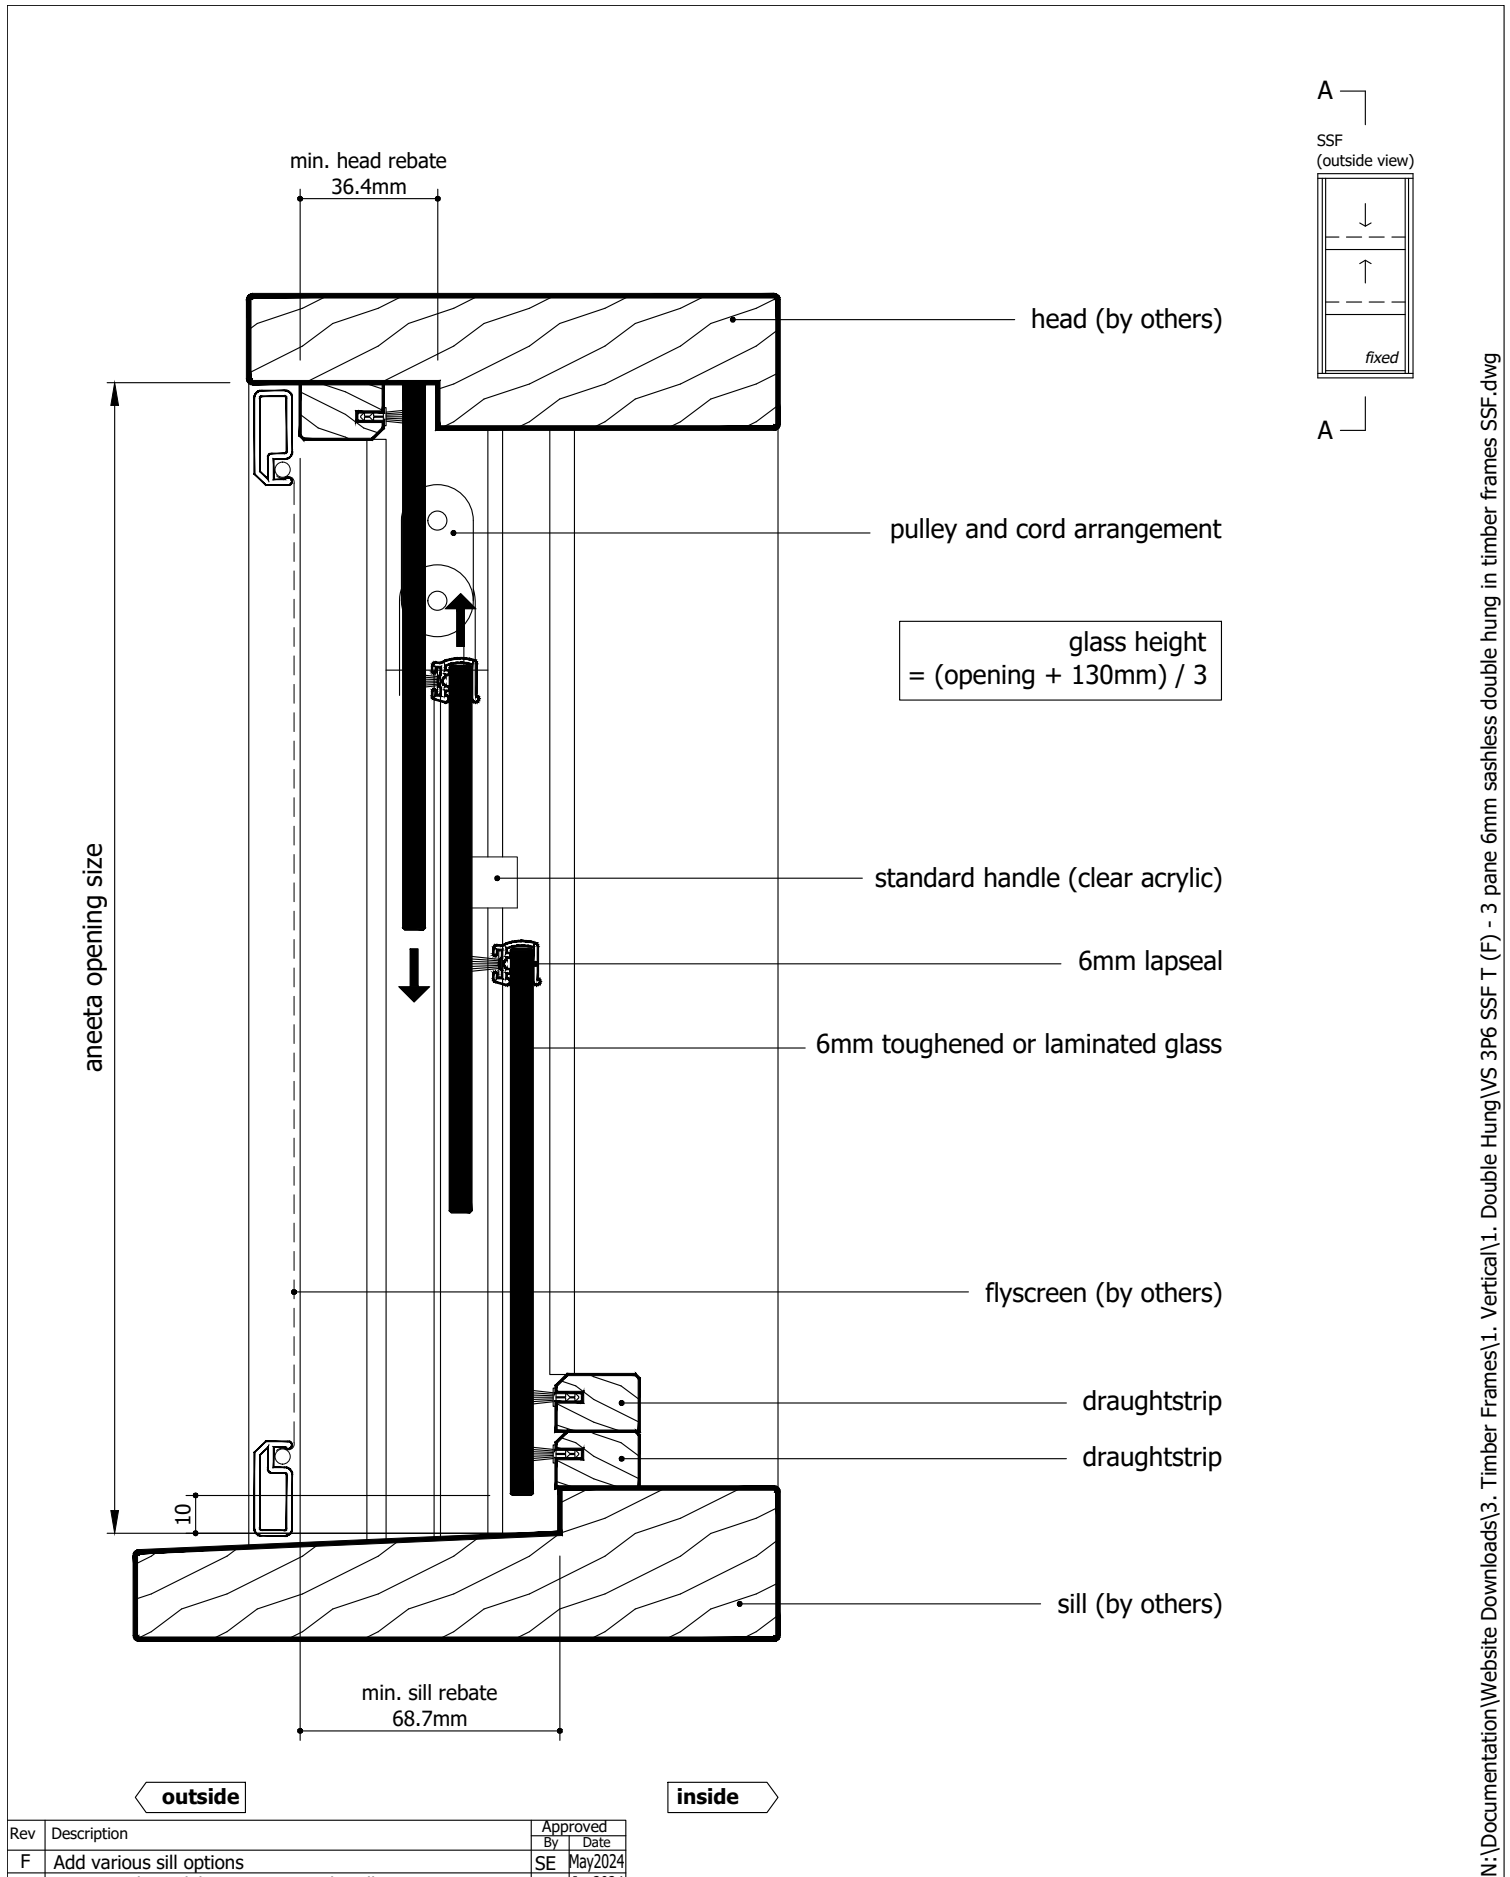 A
SSF
(outside view)
fixed
A
min. head rebate
36.4mm
head (by others)
pulley and cord arrangement
glass height
= (opening + 130mm) / 3
standard handle (clear acrylic)
6mm lapseal
6mm toughened or laminated glass
aneeta opening size
flyscreen (by others)
draughtstrip
draughtstrip
10
sill (by others)
min. sill rebate
68.7mm
outside
inside
Rev Description Approved
By Date
F Add various sill options SE May2024
N:\Documentation\Website Downloads\3. Timber Frames\1. Vertical\1. Double Hung\VS 3P6 SSF T (F) - 3 pane 6mm sashless double hung in timber frames SSF.dwg